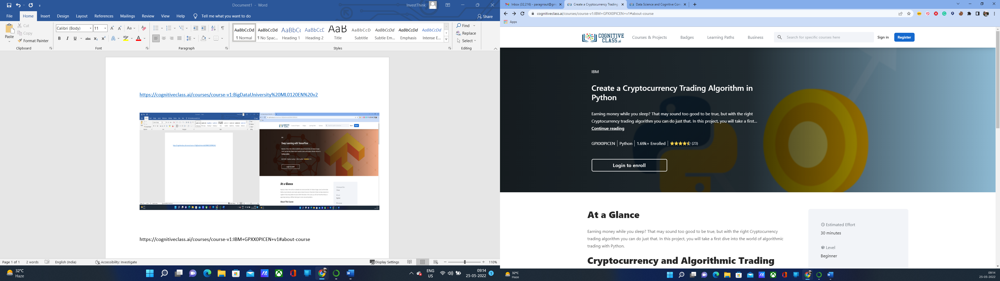 Document1 - Word
InvestThink
File Home Insert Design Layout References Mailings Review View Help Tell me what you want to do
Share
Paste
Cut
Copy
Format Painter
Clipboard
Calibri (Body) 11
Font
Paragraph
AaBbCcDd AaBbCcDd AaBbCc AaBbCcC AaB AaBbCcD AaBbCcDd AaBbCcDd AaBbCcDd
¶ Normal ¶ No Spac... Heading 1 Heading 2 Title Subtitle Subtle Em... Emphasis Intense E...
Styles
Find
Replace
Select
Editing
https://cognitiveclass.ai/courses/course-v1:BigDataUniversity%20ML0120EN%20v2
COGNITIVE CLASS.ai
Deep Learning with TensorFlow
Login to enroll
At a Glance
About This Course
https://cognitiveclass.ai/courses/course-v1:IBM+GPXX0PICEN+v1#about-course
Page 1 of 1 2 words English (India) Accessibility: Investigate Display Settings 110%
32°C
Haze
ENG
US
09:14
25-05-2022
1
Inbox (32,216) - paragrraut@gm
Create a Cryptocurrency Trading
Data Science and Cognitive Com
cognitiveclass.ai/courses/course-v1:IBM+GPXX0PICEN+v1#about-course
Apps
COGNITIVE
CLASS.ai
Courses & Projects Badges Learning Paths Business Search for specific courses here Sign in Register
IBM
Create a Cryptocurrency Trading Algorithm in
Python
Earning money while you sleep? That may sound too good to be true, but with the right
Cryptocurrency trading algorithm you can do just that. In this project, you will take a first...
Continue reading
GPXX0PICEN Python 1.69k+ Enrolled (23)
Login to enroll
At a Glance
Earning money while you sleep? That may sound too good to be true, but with the right Cryptocurrency
trading algorithm you can do just that. In this project, you will take a first dive into the world of algorithmic
trading with Python.
Cryptocurrency and Algorithmic Trading
Estimated Effort
30 minutes
Level
Beginner
32°C
Haze
09:14
25-05-2022